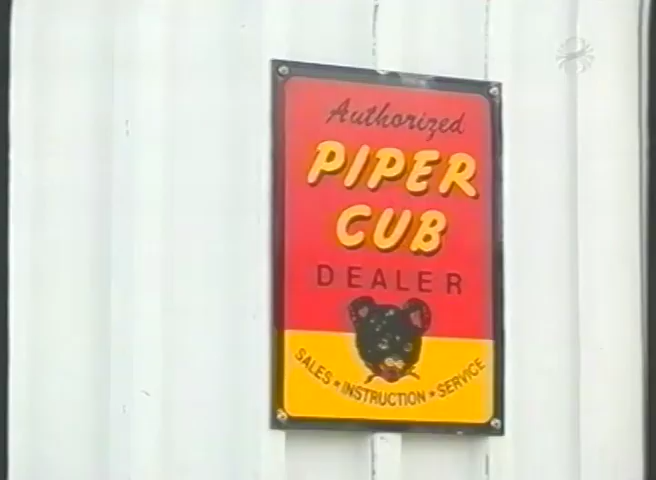 Authorized
PIPER
CUB
DEALER
SALES * INSTRUCTION * SERVICE